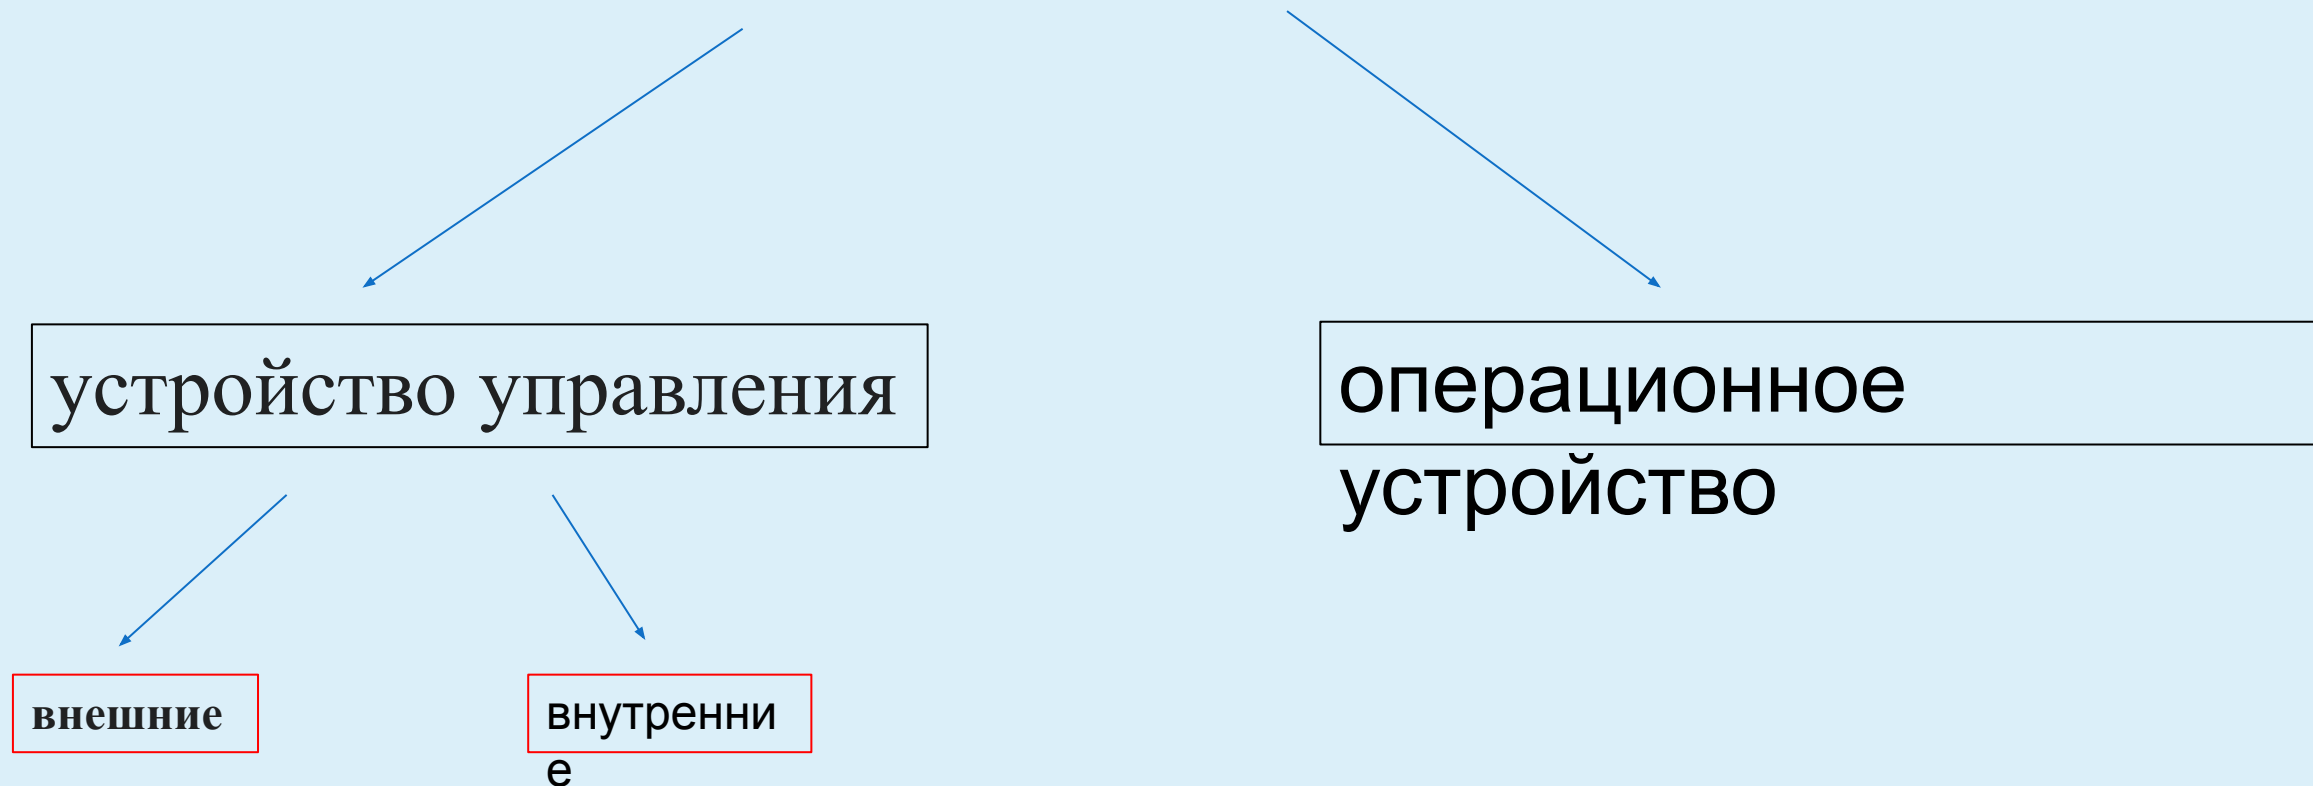 устройство управления
операционное
устройство
внешние
внутренни
е